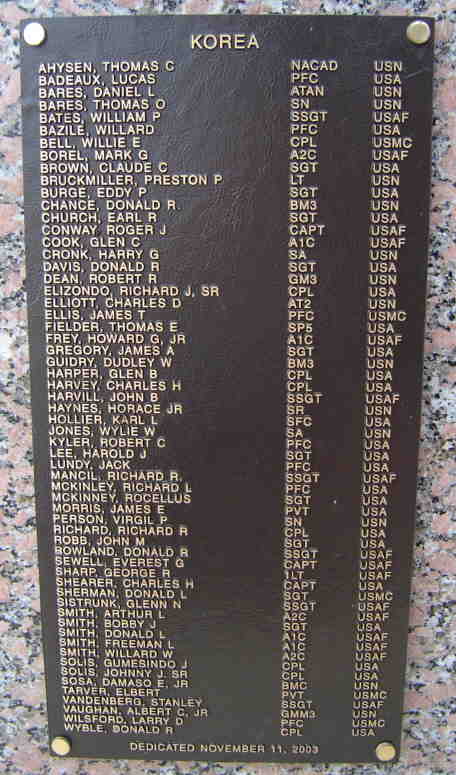 KOREA
AHYSEN, THOMAS C NACAD USN
BADEAUX, LUCAS PFC USA
BARES, DANIEL L ATAN USN
BARES, THOMAS O SN USN
BATES, WILLIAM P SSGT USAF
BAZILE, WILLARD PFC USA
BELL, WILLIE E CPL USMC
BOREL, MARK G A2C USAF
BROWN, CLAUDE C SGT USA
BRUCKMILLER, PRESTON P LT USN
BURGE, EDDY P SGT USA
CHANCE, DONALD R BM3 USN
CHURCH, EARL R SGT USA
CONWAY, ROGER J CAPT USAF
COOK, GLEN C A1C USAF
CRONK, HARRY G SA USN
DAVIS, DONALD R SGT USA
DEAN, ROBERT R GM3 USN
ELIZONDO, RICHARD J, SR CPL USA
ELLIOTT, CHARLES D AT2 USN
ELLIS, JAMES T PFC USMC
FIELDER, THOMAS E SP5 USA
FREY, HOWARD G, JR A1C USAF
GREGORY, JAMES A SGT USA
GUIDRY, DUDLEY W BM3 USN
HARPER, GLEN B CPL USA
HARVEY, CHARLES H CPL USA
HARVILL, JOHN B SSGT USAF
HAYNES, HORACE JR SR USN
HOLLIER, KARL L SFC USA
JONES, WYLIE W SA USN
KYLER, ROBERT C PFC USA
LEE, HAROLD J SGT USA
LUNDY, JACK PFC USA
MANCIL, RICHARD R. SSGT USAF
MCKINLEY, RICHARD L PFC USA
MCKINNEY, ROCELLUS SGT USA
MORRIS, JAMES E PVT USA
PERSON, VIRGIL P SN USN
RICHARD, RICHARD R CPL USA
ROBB, JOHN M SGT USA
ROWLAND, DONALD R SSGT USAF
SEWELL, EVEREST G CAPT USAF
SHARP, GEORGE R 1LT USAF
SHEARER, CHARLES H CAPT USA
SHERMAN, DONALD L SGT USMC
SISTRUNK, GLENN N SSGT USAF
SMITH, ARTHUR L A2C USAF
SMITH, BOBBY J SGT USA
SMITH, DONALD L A1C USAF
SMITH, FREEMAN L A1C USAF
SMITH, WILLARD W A2C USAF
SOLIS, GUMESINDO J CPL USA
SOLIS, JOHNNY J. SR CPL USA
SOSA, DAMASO E, JR BMC USN
TARVER, ELBERT PVT USMC
VANDENBERG, STANLEY SSGT USAF
VAUGHAN, ALBERT C, JR GMM3 USN
WILSFORD, LARRY D PFC USMC
WYBLE, DONALD R CPL USA
DEDICATED NOVEMBER 11, 2003